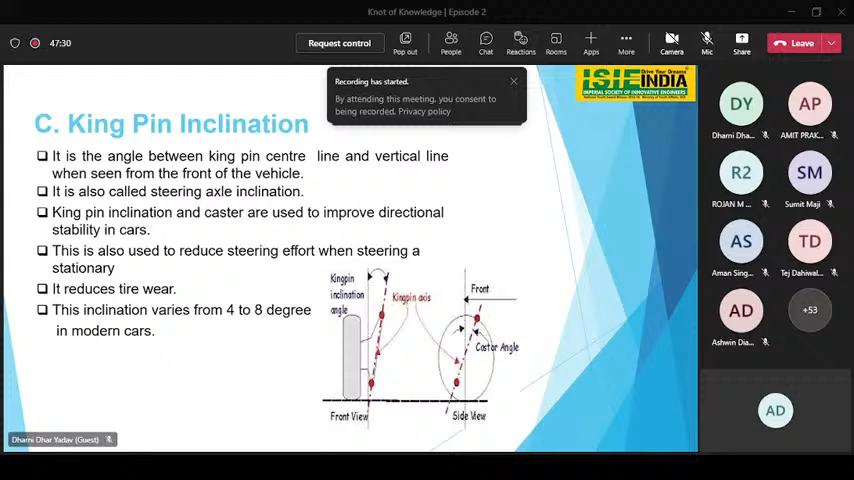 Knot of Knowledge | Episode 2
47:30
Request control
Pop out
People
Chat
Reactions
Rooms
Apps
More
Camera
Mic
Share
Leave
Recording has started.
By attending this meeting, you consent to
being recorded. Privacy policy
Drive Your Dreams
ISIE INDIA
IMPERIAL SOCIETY OF INNOVATIVE ENGINEERS
C. King Pin Inclination
It is the angle between king pin centre line and vertical line
when seen from the front of the vehicle.
It is also called steering axle inclination.
King pin inclination and caster are used to improve directional
stability in cars.
This is also used to reduce steering effort when steering a
stationary
It reduces tire wear.
This inclination varies from 4 to 8 degree
in modern cars.
Kingpin
inclination
angle
Kingpin axis
Front
Castor Angle
Front View
Side View
Dharni Dhar Yadav (Guest)
DY
Dharni Dha...
AP
AMIT PRAK...
R2
ROJAN M ...
SM
Sumit Maji
AS
Aman Sing...
TD
Tej Dahiwal...
AD
Ashwin Dia...
+53
AD